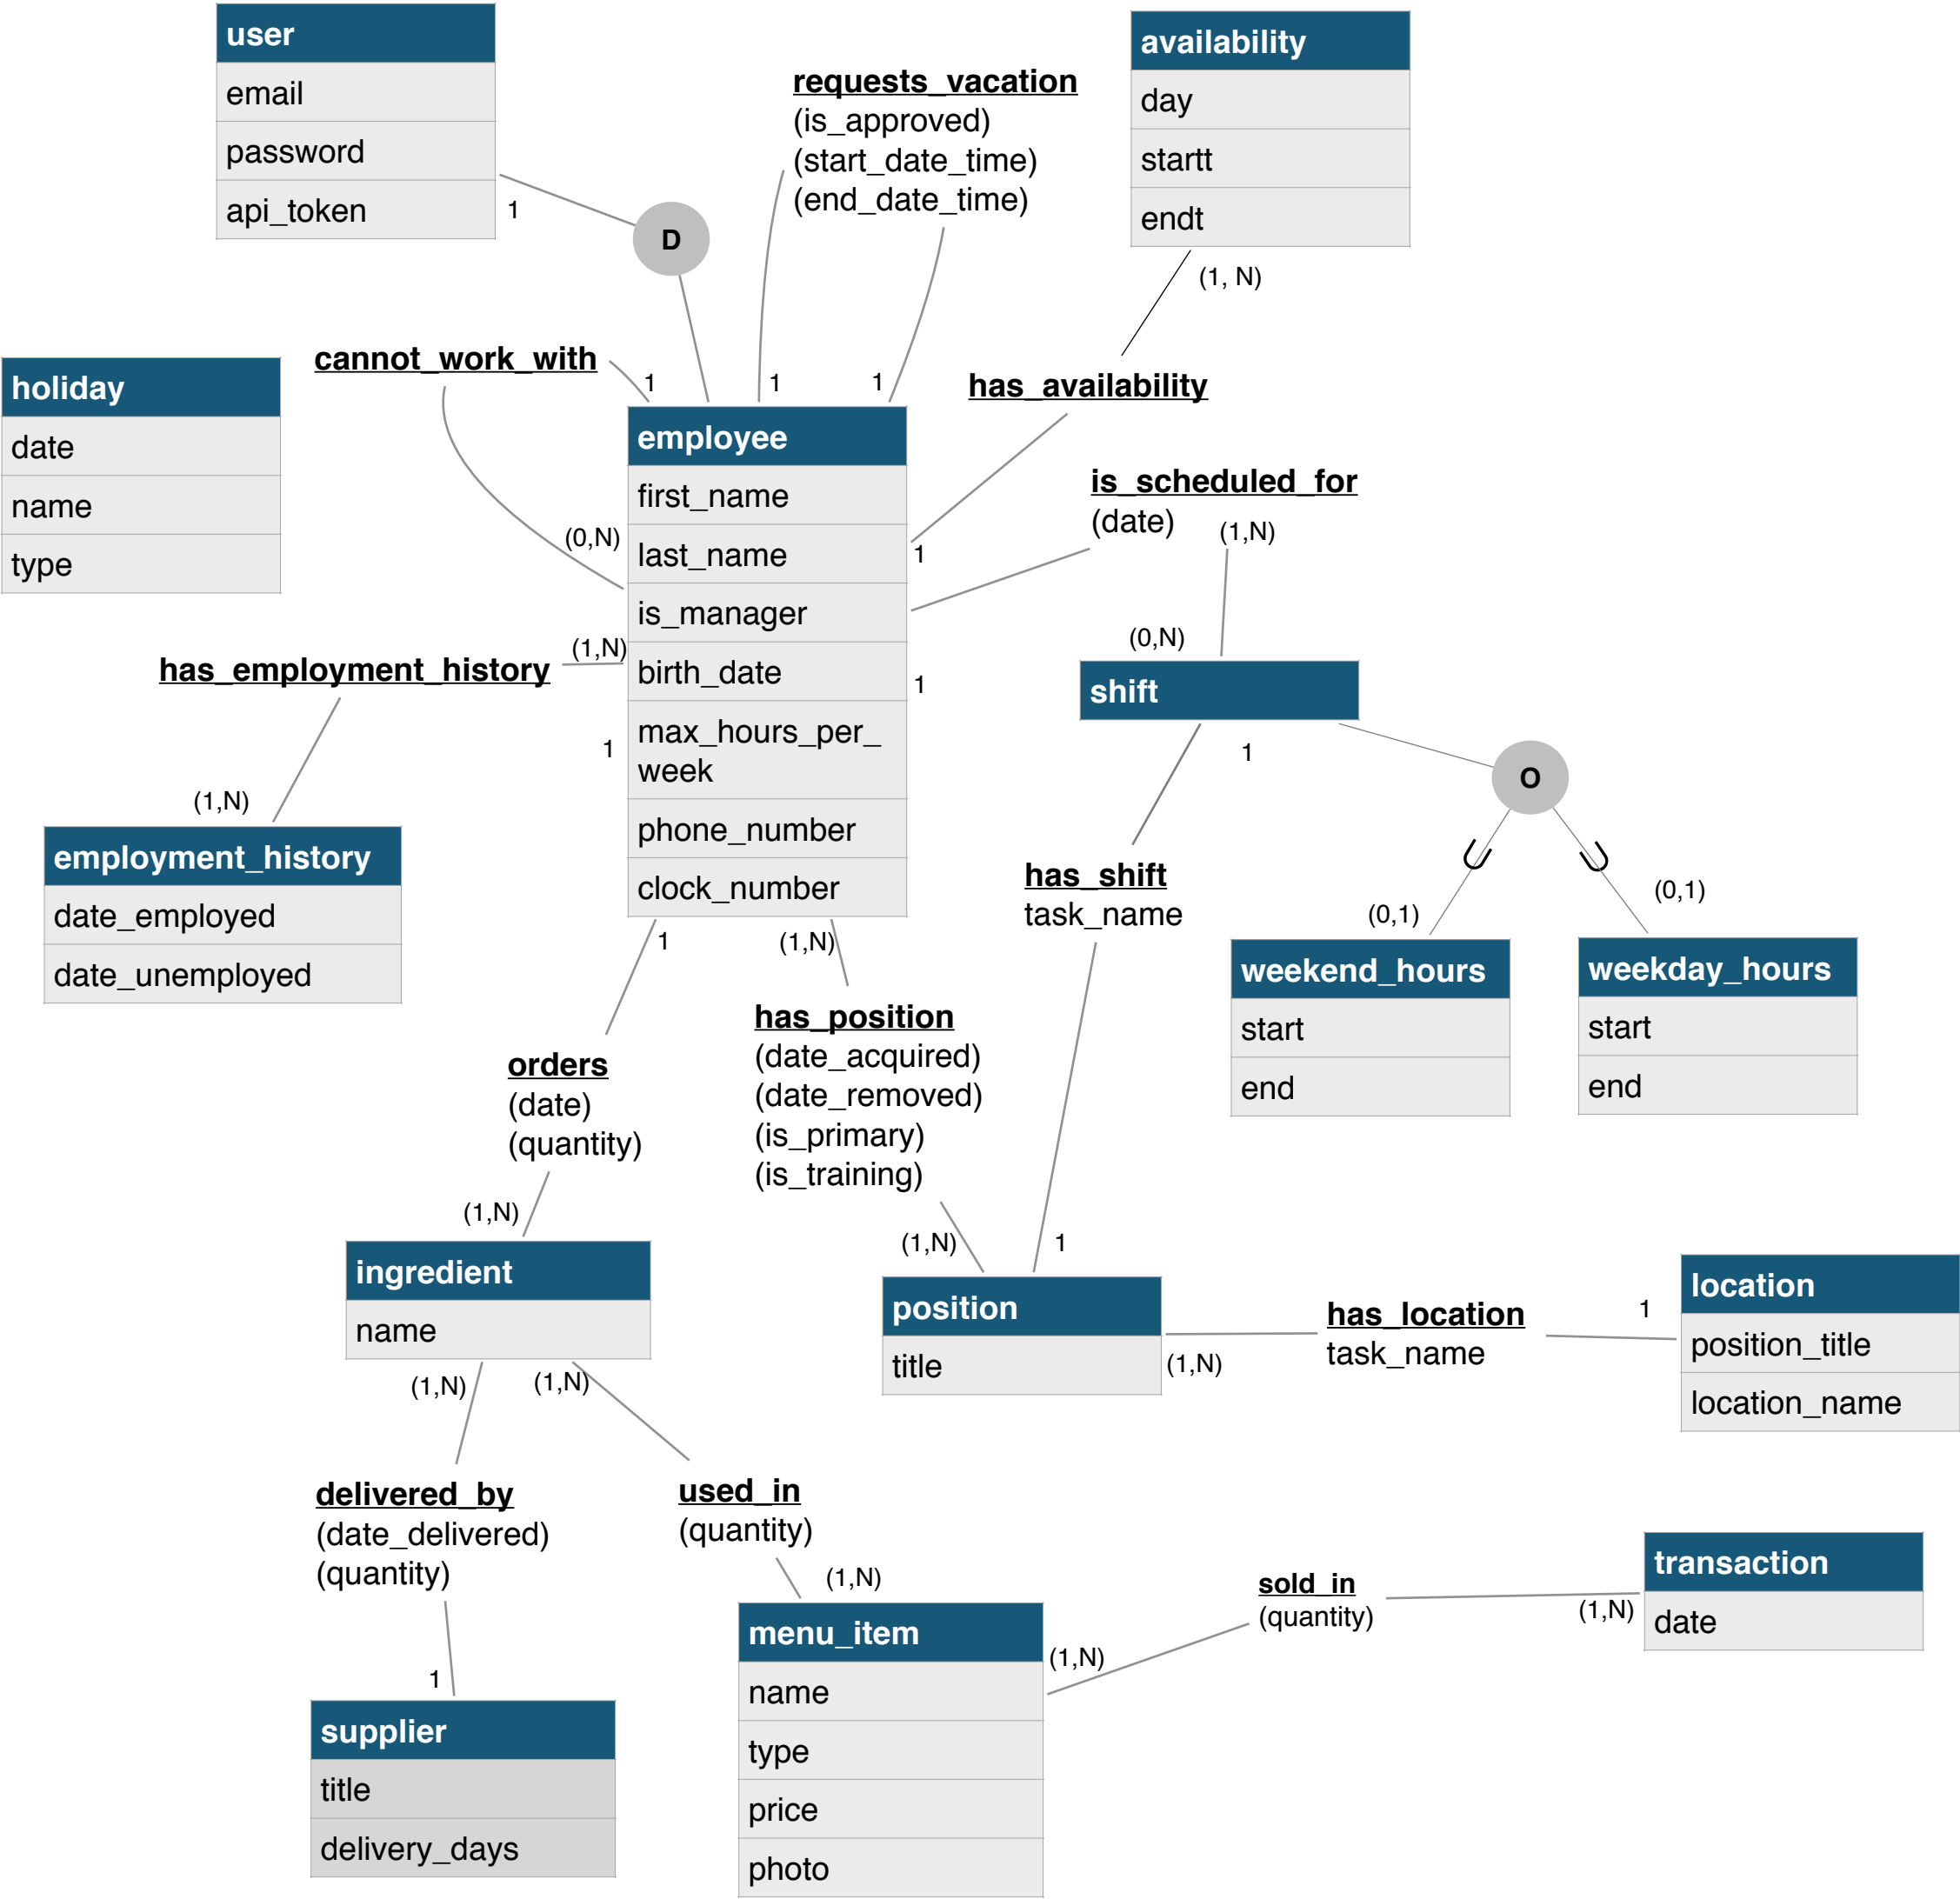 user
email
password
api_token
1
D
requests_vacation
(is_approved)
(start_date_time)
(end_date_time)
availability
day
startt
endt
(1, N)
has_availability
1
cannot_work_with
1
(0,N)
1
1
holiday
date
name
type
employee
first_name
last_name
is_manager
birth_date
max_hours_per_
week
phone_number
clock_number
is_scheduled_for
(date)
(1,N)
(0,N)
1
has_employment_history
(1,N)
1
(1,N)
employment_history
date_employed
date_unemployed
shift
1
O
U
U
(0,1)
(0,1)
weekend_hours
start
end
weekday_hours
start
end
has_shift
task_name
1
1
(1,N)
orders
(date)
(quantity)
(1,N)
has_position
(date_acquired)
(date_removed)
(is_primary)
(is_training)
(1,N)
ingredient
name
(1,N)
(1,N)
position
title
(1,N)
has_location
task_name
1
location
position_title
location_name
delivered_by
(date_delivered)
(quantity)
1
supplier
title
delivery_days
used_in
(quantity)
(1,N)
menu_item
name
type
price
photo
(1,N)
sold_in
(quantity)
(1,N)
transaction
date